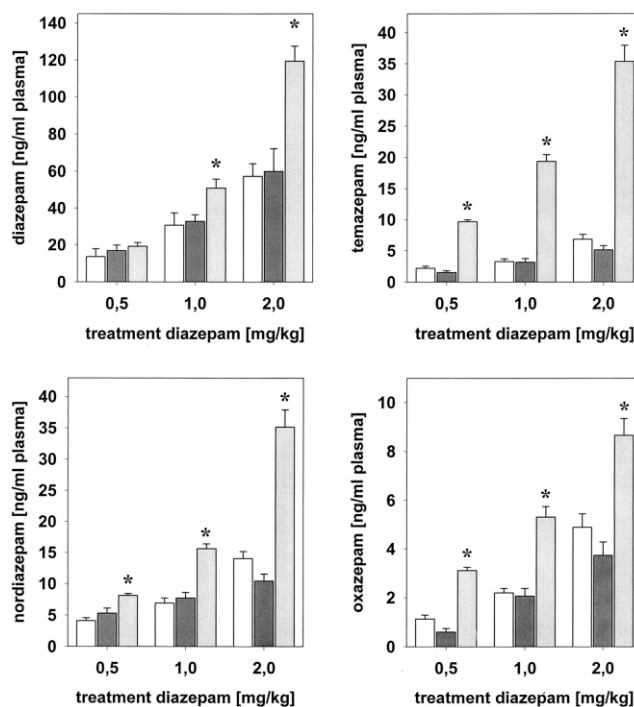 diazepam [ng/ml plasma]
140
120
100
80
60
40
20
0
* *
0,5 1,0 2,0
treatment diazepam [mg/kg]
temazepam [ng/ml plasma]
40
35
30
25
20
15
10
5
0
* * *
0,5 1,0 2,0
treatment diazepam [mg/kg]
nordiazepam [ng/ml plasma]
40
35
30
25
20
15
10
5
0
* * *
0,5 1,0 2,0
treatment diazepam [mg/kg]
oxazepam [ng/ml plasma]
10
8
6
4
2
0
* * *
0,5 1,0 2,0
treatment diazepam [mg/kg]